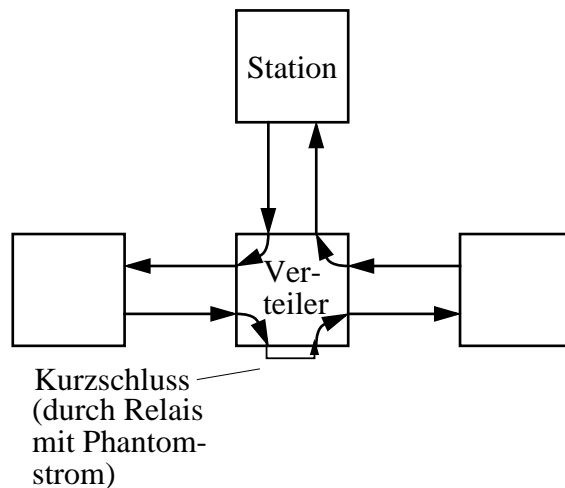 Station
Ver-
teiler
Kurzschluss
(durch Relais
mit Phantom-
strom)